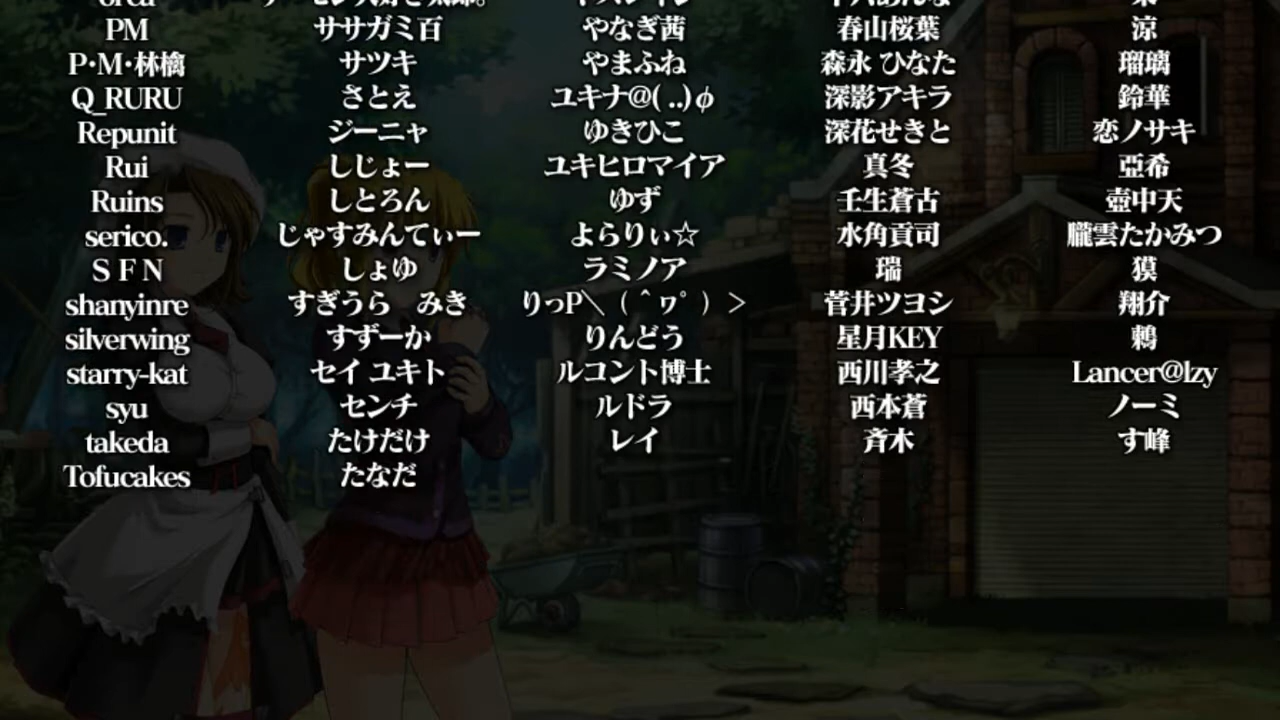 orca
PM ササガミ百 やなぎ茜 春山桜葉 涼
P・M・林檎 サツキ やまふね 森永 ひなた 瑠璃
Q_RURU さとえ ユキナ@( ..)φ 深影アキラ 鈴華
Repunit ジーニャ ゆきひこ 深花せきと 恋ノサキ
Rui しじょー ユキヒロマイア 真冬 亞希
Ruins しとろん ゆず 壬生蒼古 壺中天
serico. じゃすみんてぃー よらりぃ☆ 水角貢司 朧雲たかみつ
S F N しょゆ ラミノア 瑞 獏
shanyinre すぎうら　みき りっP＼（＾ヮ゜）＞ 菅井ツヨシ 翔介
silverwing すずーか りんどう 星月KEY 鶫
starry-kat セイ ユキト ルコント博士 西川孝之 Lancer@lzy
syu センチ ルドラ 西本蒼 ノーミ
takeda たけだけ レイ 斉木 す峰
Tofucakes たなだ